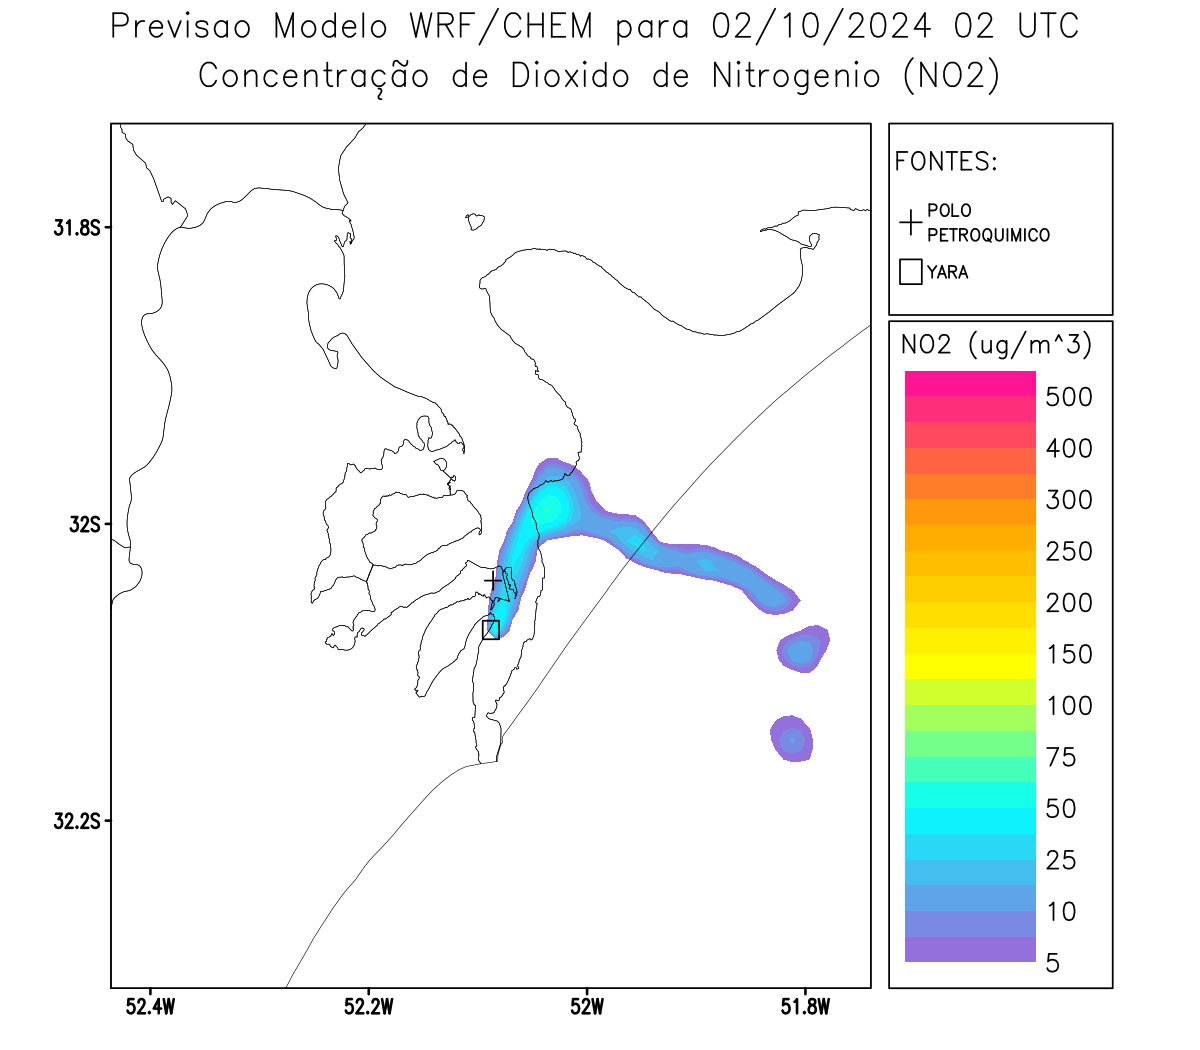 Previsao Modelo WRF/CHEM para 02/10/2024 02 UTC
Concentração de Dioxido de Nitrogenio (NO2)
FONTES:
POLO
PETROQUIMICO
YARA
NO2 (ug/m^3)
500
400
300
250
200
150
100
75
50
25
10
5
31.8S
32S
32.2S
52.4W
52.2W
52W
51.8W